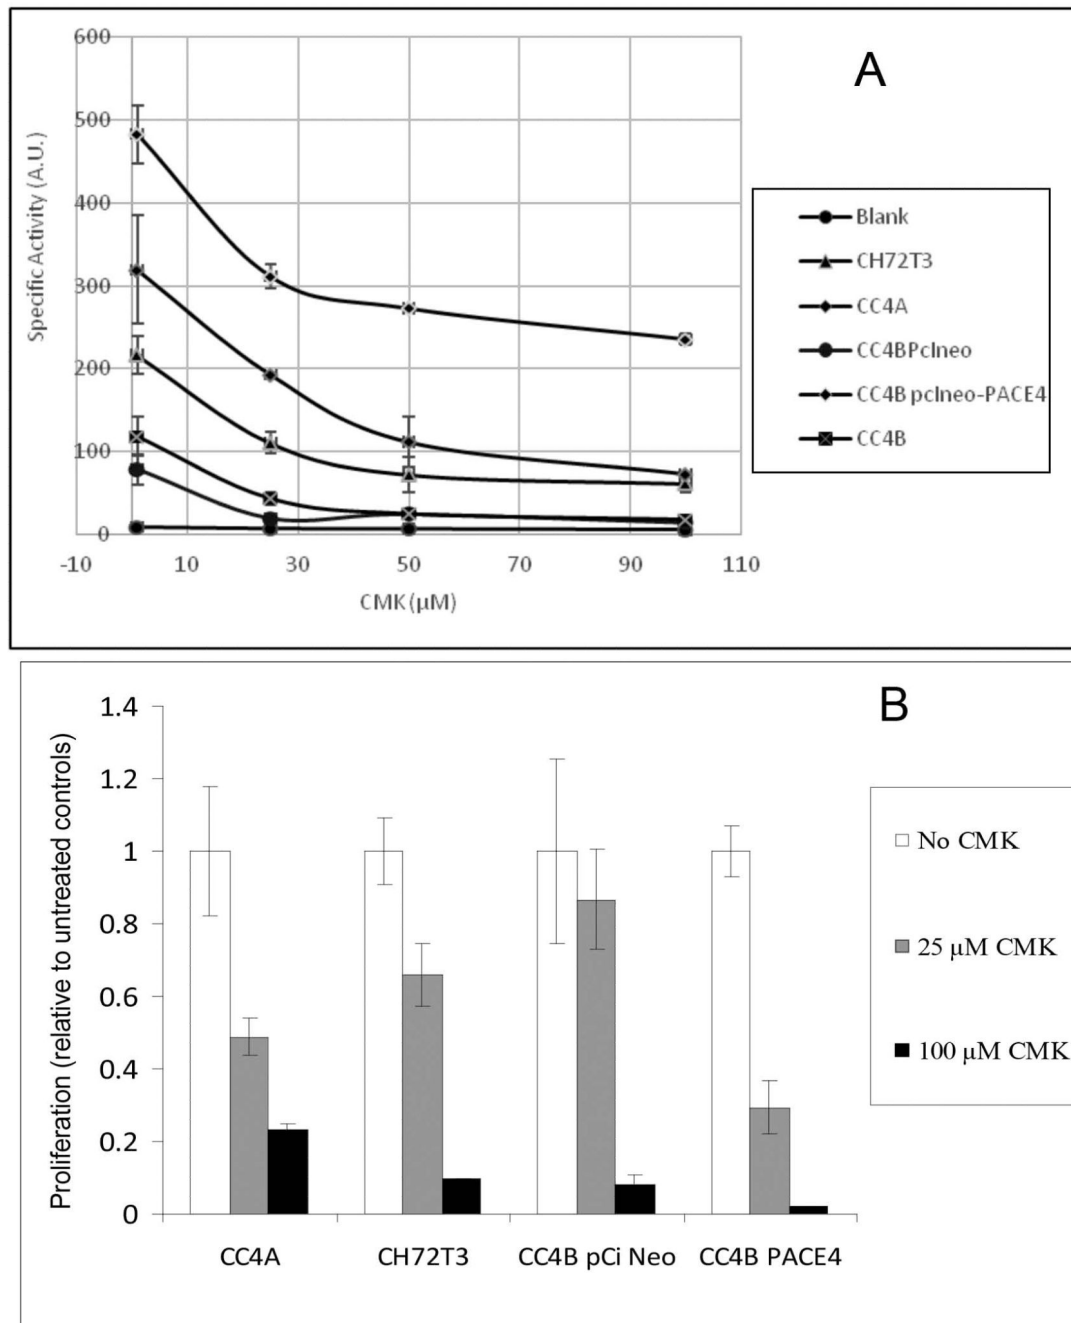 A
600
500
400
300
200
100
0
Specific Activity (A.U.)
-10 10 30 50 70 90 110
CMK (μM)
Blank
CH72T3
CC4A
CC4BPcIneo
CC4B pcIneo-PACE4
CC4B
B
1.4
1.2
1
0.8
0.6
0.4
0.2
0
Proliferation (relative to untreated controls)
CC4A CH72T3 CC4B pCi Neo CC4B PACE4
No CMK
25 μM CMK
100 μM CMK